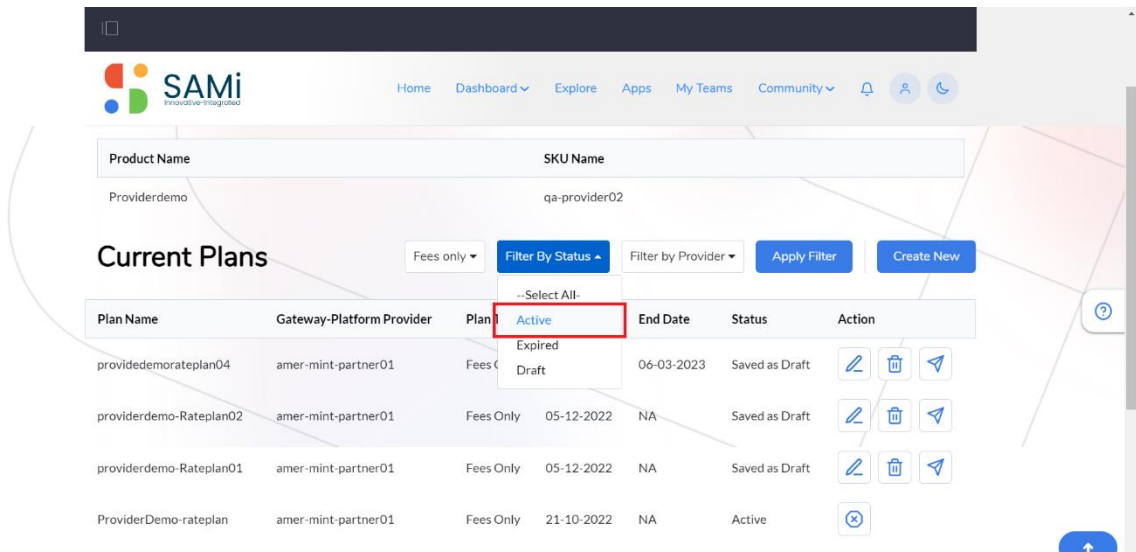 SAMi
Innovative-Integrated
Home Dashboard Explore Apps My Teams Community
Product Name SKU Name
Providerdemo qa-provider02
Current Plans Fees only Filter By Status Filter by Provider Apply Filter Create New
--Select All-
Active
Expired
Draft
Plan Name Gateway-Platform Provider Plan End Date Status Action
providedemorateplan04 amer-mint-partner01 Fees 06-03-2023 Saved as Draft
providerdemo-Rateplan02 amer-mint-partner01 Fees Only 05-12-2022 NA Saved as Draft
providerdemo-Rateplan01 amer-mint-partner01 Fees Only 05-12-2022 NA Saved as Draft
ProviderDemo-rateplan amer-mint-partner01 Fees Only 21-10-2022 NA Active